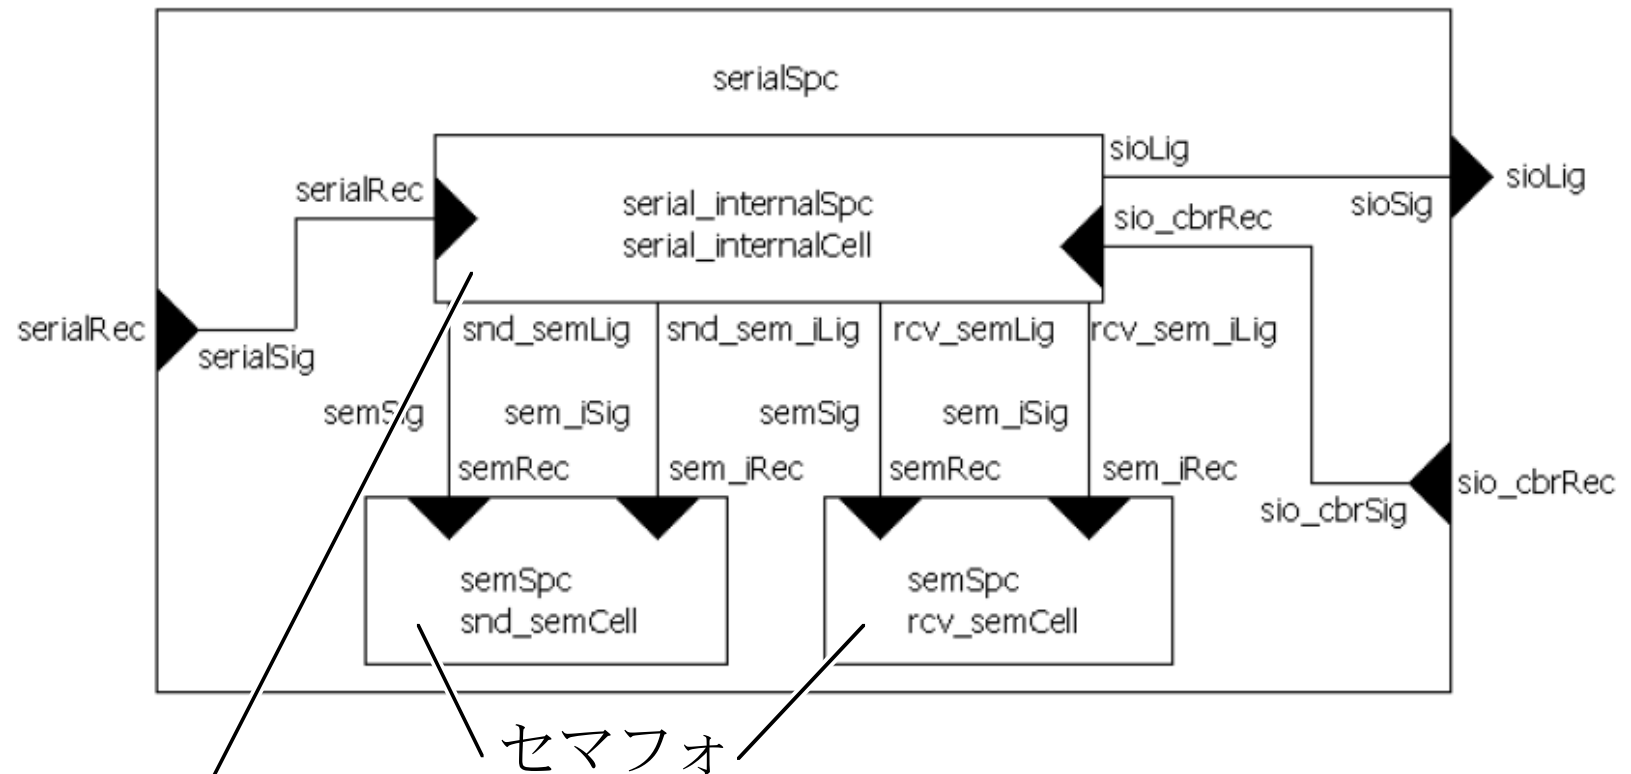 serialSpc
sioLig
serialRec
serial_internalSpc
sioLig
sioSig
sio_cbrRec
serial_internalCell
serialRec
serialSig
snd_semLig
snd_sem_iLig
rcv_semLig
rcv_sem_iLig
semSig
sem_iSig
semSig
sem_iSig
semRec
sem_iRec
semRec
sem_iRec
sio_cbrRec
sio_cbrSig
semSpc
snd_semCell
semSpc
rcv_semCell
セマフォ